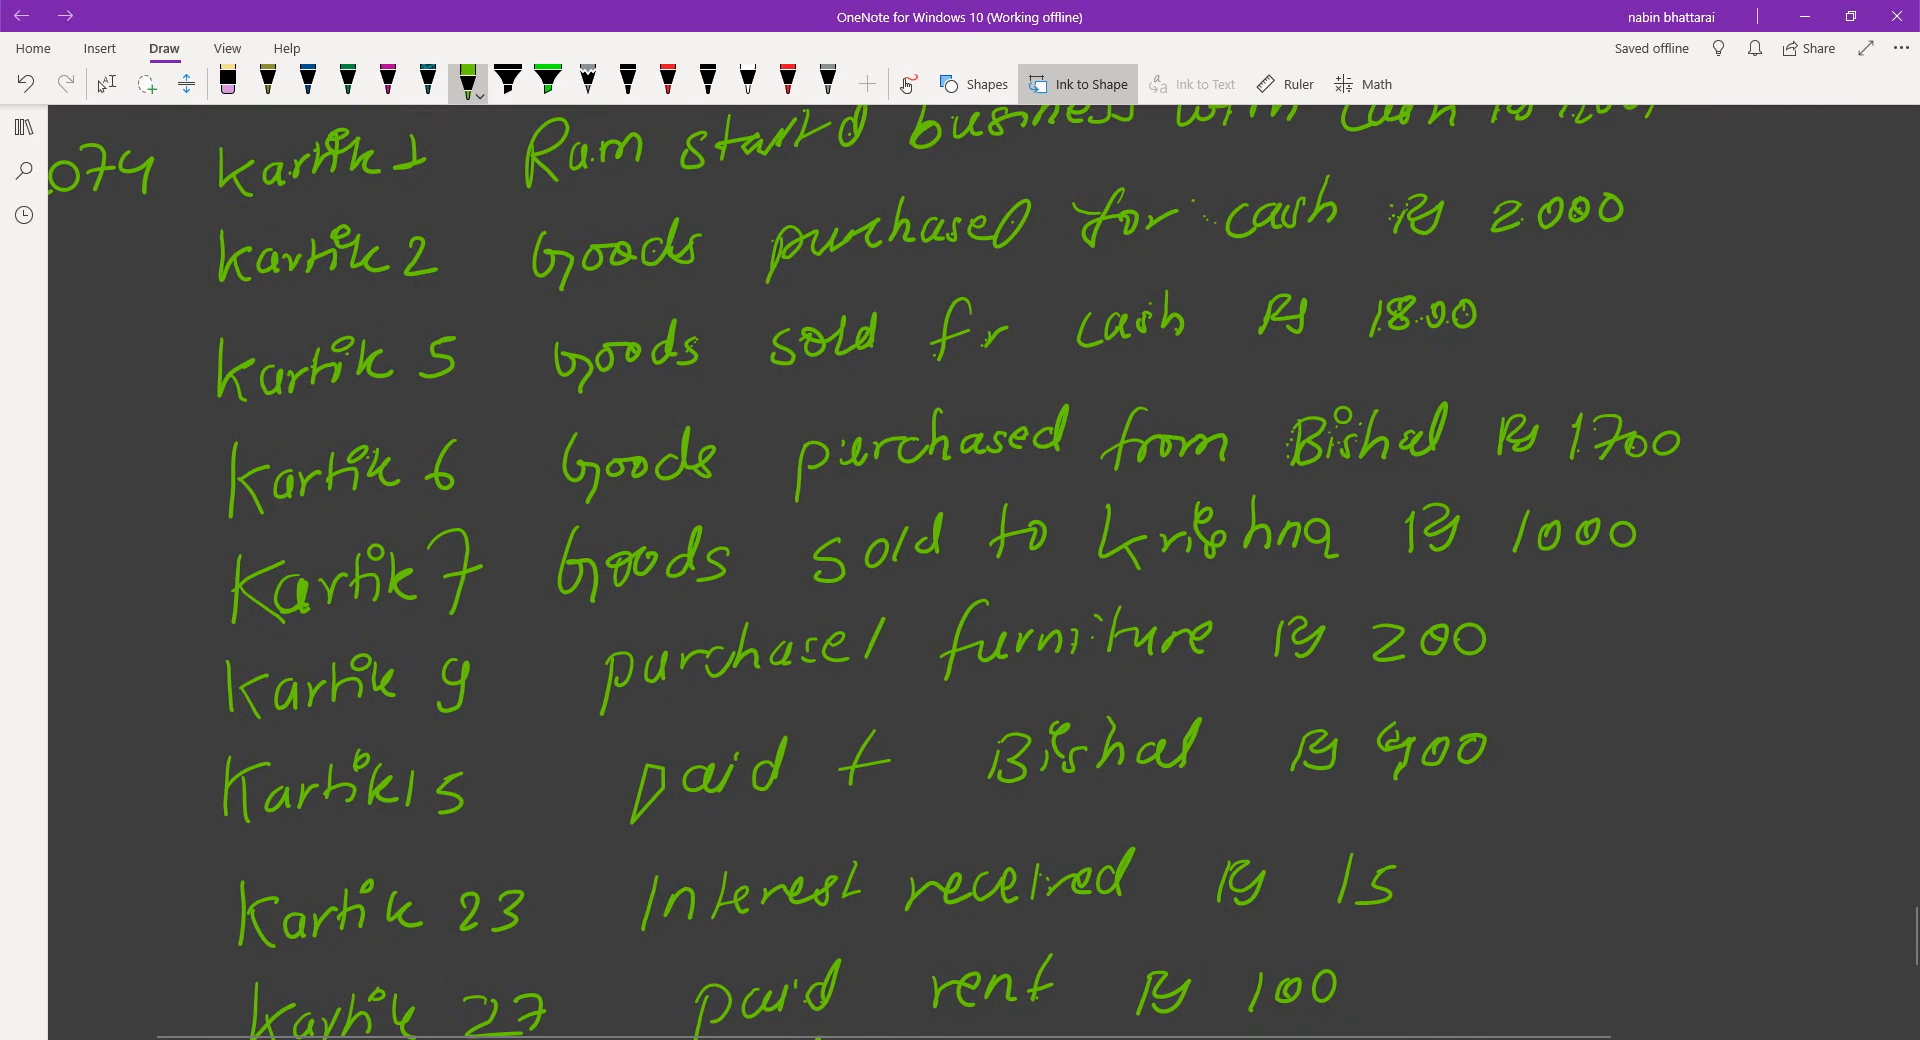 OneNote for Windows 10 (Working offline)
nabin bhattarai
Home Insert Draw View Help
Saved offline Share
Shapes Ink to Shape Ink to Text Ruler Math
074 Kartik 1 Ram start d business with cash Rs
Kartik 2 Goods purchased for cash Rs 2000
Kartik 5 Goods sold fr cash Rs 1800
Kartik 6 Goods purchased from Bishal Rs 1700
Kartik 7 Goods sold to Krishna Rs 1000
Kartik 9 purchased furniture Rs 200
Kartik 15 paid t Bishal Rs 900
Kartik 23 Interest received Rs 15
Kartik 27 paid rent Rs 100